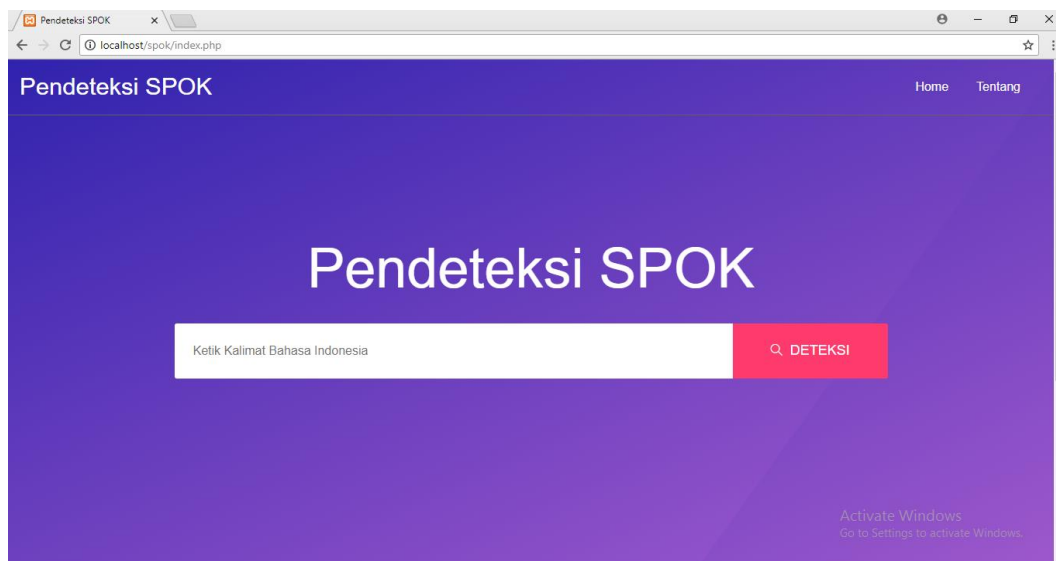 Pendeteksi SPOK
localhost/spok/index.php
Pendeteksi SPOK
Home
Tentang
Pendeteksi SPOK
Ketik Kalimat Bahasa Indonesia
DETEKSI
Activate Windows
Go to Settings to activate Windows.